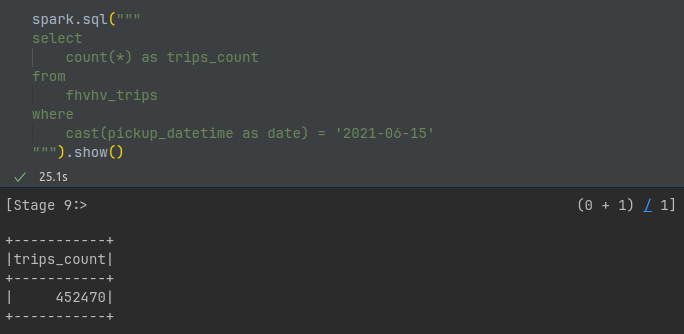 spark.sql("""
select
    count(*) as trips_count
from
    fhvhv_trips
where
    cast(pickup_datetime as date) = '2021-06-15'
""").show()
25.1s
[Stage 9:> (0 + 1) / 1]
+-----------+
|trips_count|
+-----------+
|     452470|
+-----------+